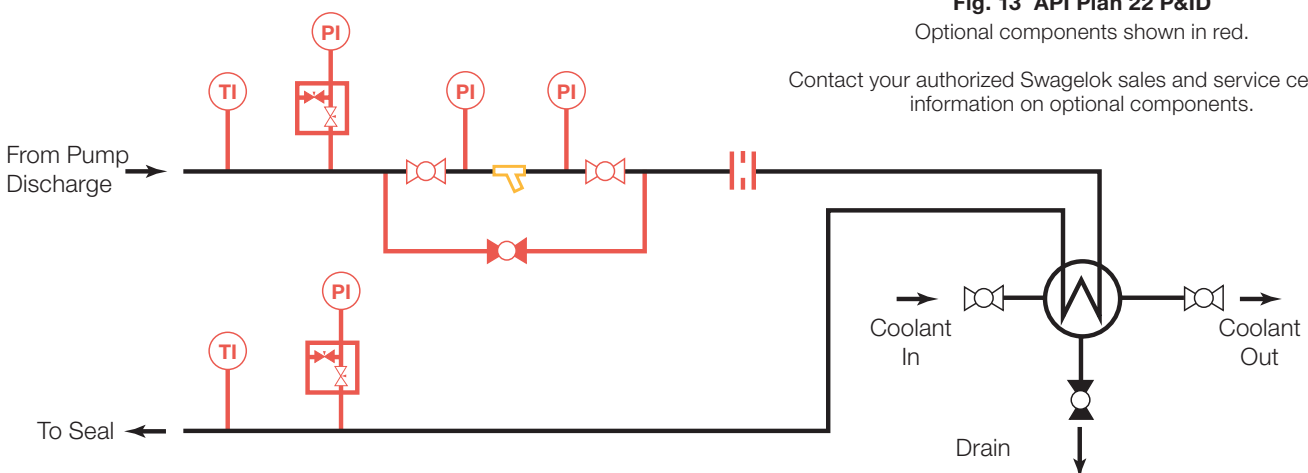 Fig. 13 API Plan 22 P&ID
Optional components shown in red.
Contact your authorized Swagelok sales and service
information on optional components.
PI
TI
PI
PI
From Pump
Discharge
PI
TI
Coolant
In
Coolant
Out
To Seal
Drain